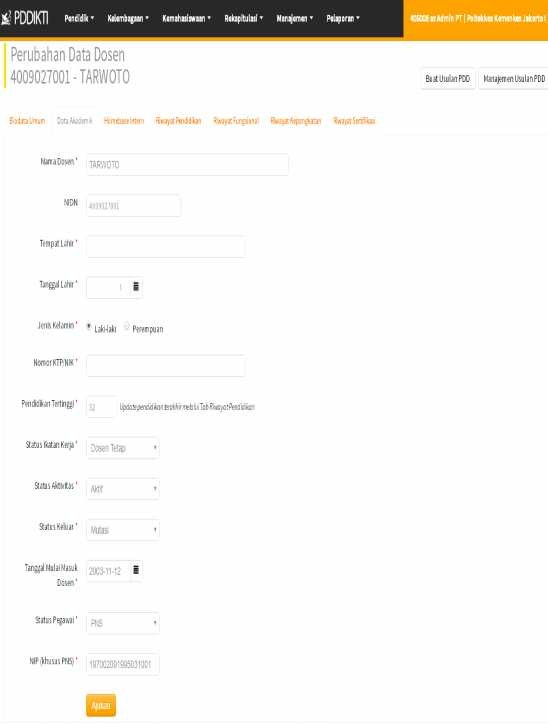 PDDIKTI
Pendidik Kelembagaan Kemahasiswaan Rekapitulasi Manajemen Pelaporan
405008 as Admin PT | Poltekkes Kemenkes Jakarta I
Perubahan Data Dosen
4009027001 - TARWOTO
Buat Usulan PDD Manajemen Usulan PDD
Biodata Umum Data Akademik Homebase Intern Riwayat Pendidikan Riwayat Fungsional Riwayat Kepangkatan Riwayat Sertifikasi
Nama Dosen * TARWOTO
NIDN 4009027001
Tempat Lahir *
Tanggal Lahir *
Jenis Kelamin * Laki-laki Perempuan
Nomor KTP/NIK *
Pendidikan Tertinggi * S2 Update pendidikan terakhir melalui Tab Riwayat Pendidikan
Status Ikatan Kerja * Dosen Tetap
Status Aktivitas * Aktif
Status Keluar * Mutasi
Tanggal Mulai Masuk
Dosen * 2003-11-12
Status Pegawai * PNS
NIP (khusus PNS) * 197002091995031001
Ajukan